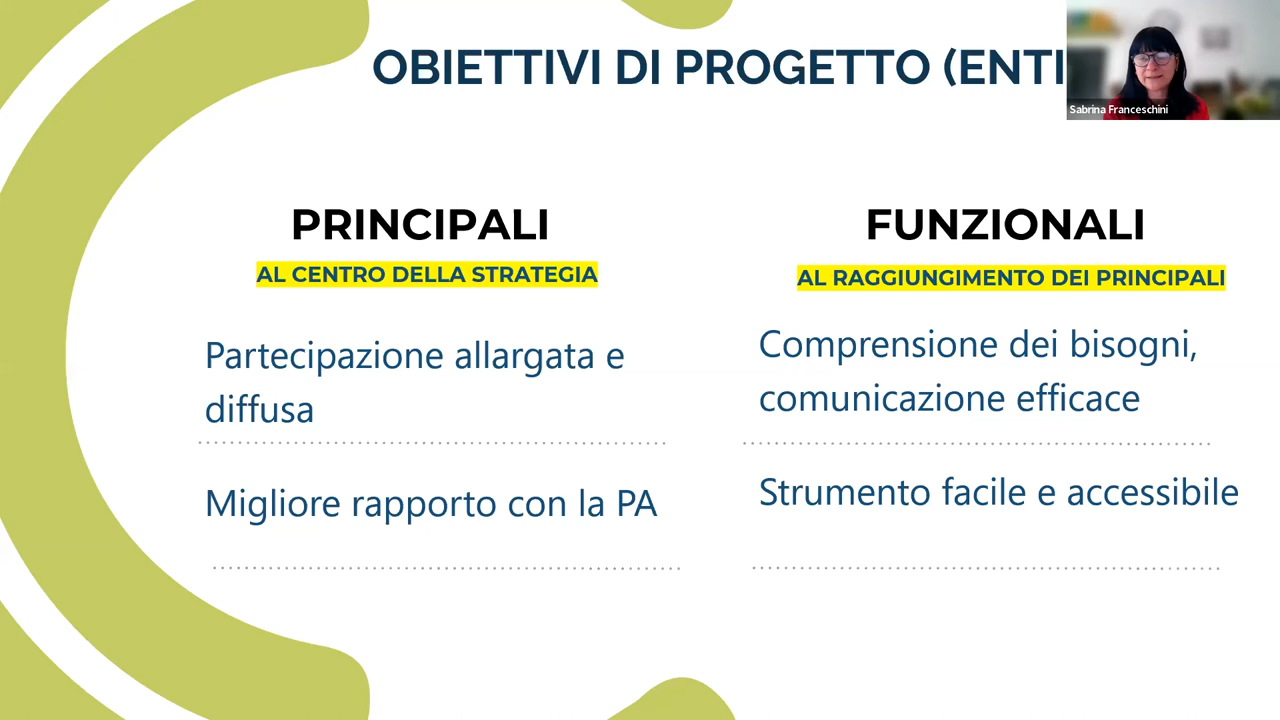 OBIETTIVI DI PROGETTO (ENTI
Sabrina Franceschini
PRINCIPALI
AL CENTRO DELLA STRATEGIA
Partecipazione allargata e
diffusa
Migliore rapporto con la PA
FUNZIONALI
AL RAGGIUNGIMENTO DEI PRINCIPALI
Comprensione dei bisogni,
comunicazione efficace
Strumento facile e accessibile